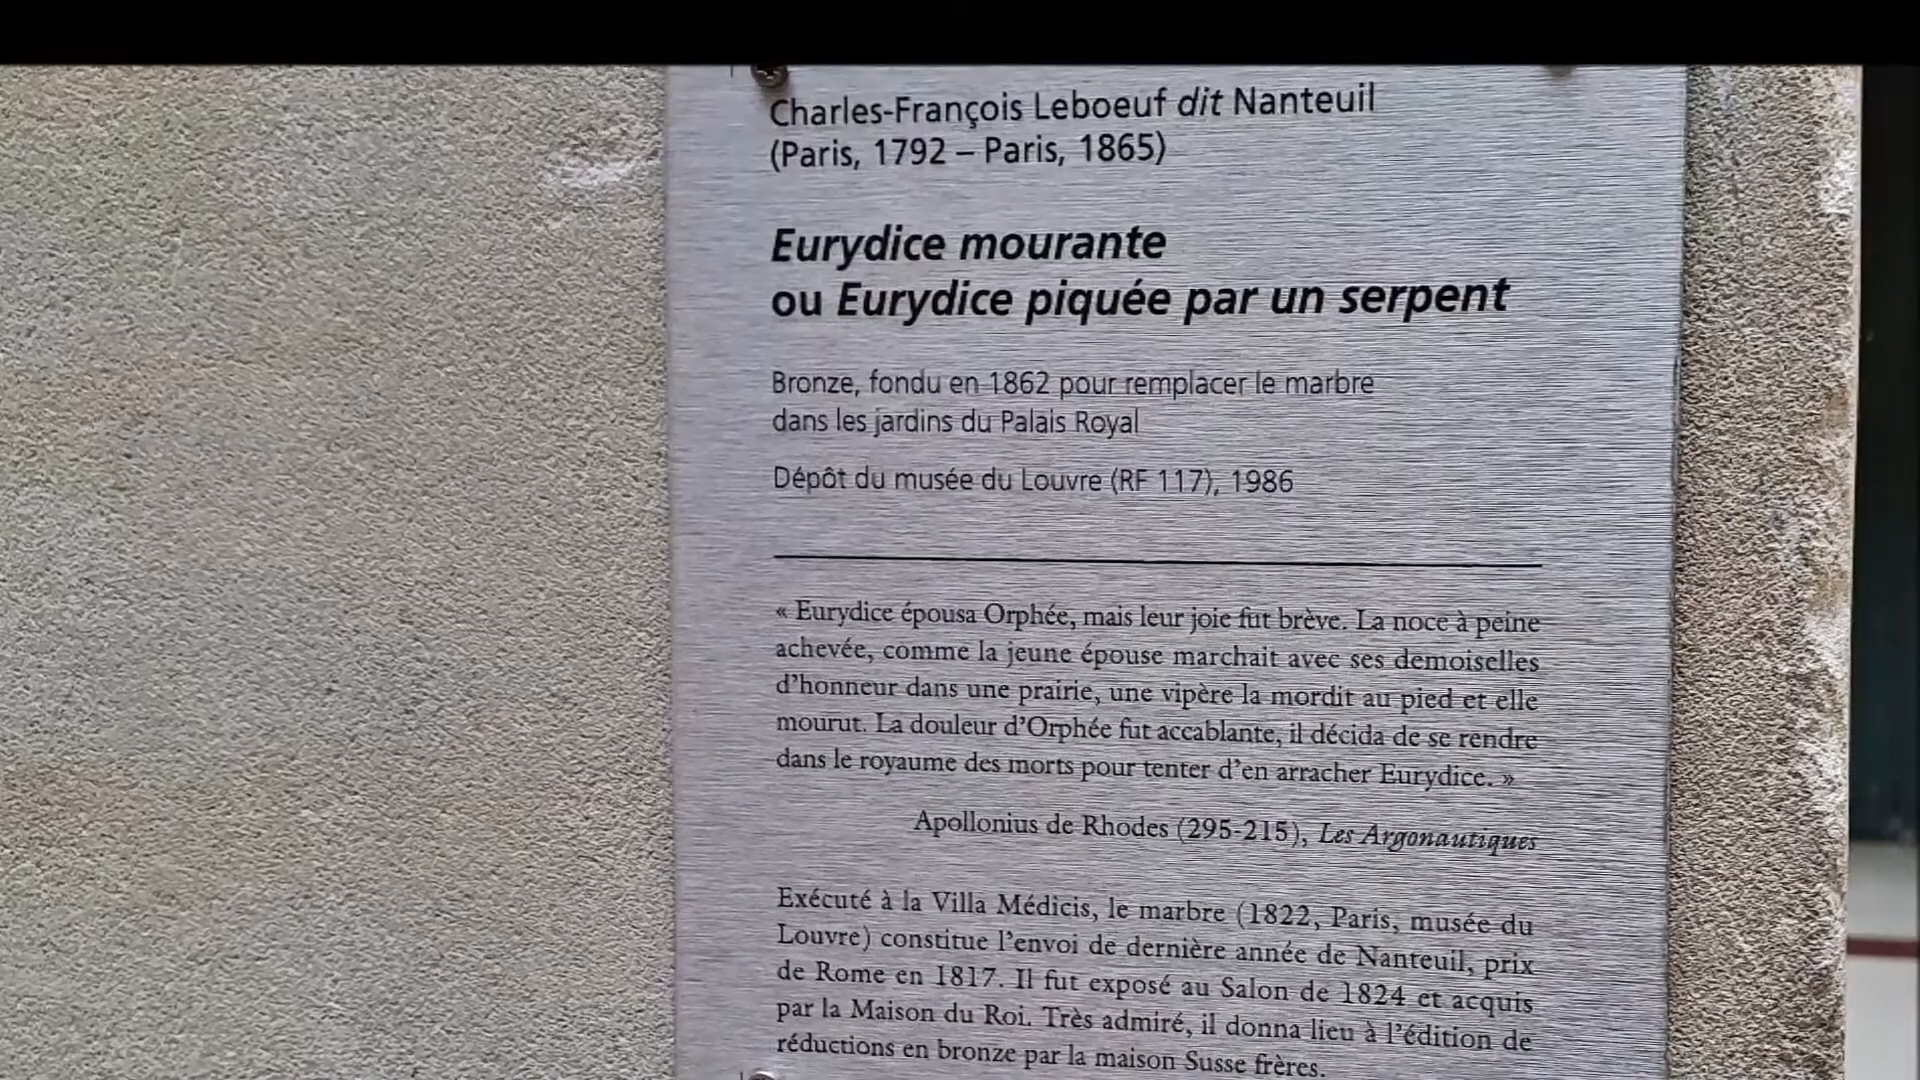 Charles-François Leboeuf dit Nanteuil
(Paris, 1792 – Paris, 1865)
Eurydice mourante
ou Eurydice piquée par un serpent
Bronze, fondu en 1862 pour remplacer le marbre
dans les jardins du Palais Royal
Dépôt du musée du Louvre (RF 117), 1986
« Eurydice épousa Orphée, mais leur joie fut brève. La noce à peine
achevée, comme la jeune épouse marchait avec ses demoiselles
d’honneur dans une prairie, une vipère la mordit au pied et elle
mourut. La douleur d’Orphée fut accablante, il décida de se rendre
dans le royaume des morts pour tenter d’en arracher Eurydice. »
Apollonius de Rhodes (295-215), Les Argonautiques
Exécuté à la Villa Médicis, le marbre (1822, Paris, musée du
Louvre) constitue l’envoi de dernière année de Nanteuil, prix
de Rome en 1817. Il fut exposé au Salon de 1824 et acquis
par la Maison du Roi. Très admiré, il donna lieu à l’édition de
réductions en bronze par la maison Susse frères.